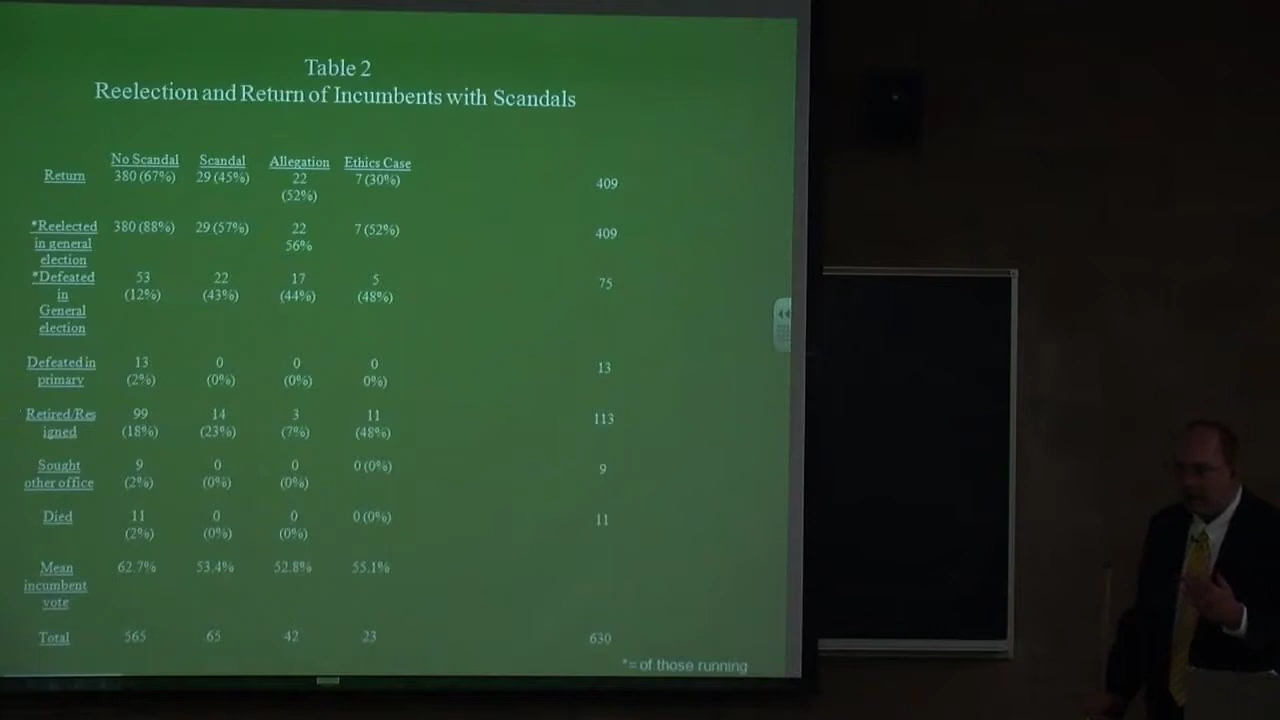 Table 2
Reelection and Return of Incumbents with Scandals
No Scandal Scandal Allegation Ethics Case
Return 380 (67%) 29 (45%) 22 7 (30%) 409
(52%)
*Reelected 380 (88%) 29 (57%) 22 7 (52%) 409
in general 56%
election
*Defeated 53 22 17 5 75
in (12%) (43%) (44%) (48%)
General
election
Defeated in 13 0 0 0 13
primary (2%) (0%) (0%) 0%)
Retired/Res 99 14 3 11 113
igned (18%) (23%) (7%) (48%)
Sought 9 0 0 0 (0%) 9
other office (2%) (0%) (0%)
Died 11 0 0 0 (0%) 11
(2%) (0%) (0%)
Mean 62.7% 53.4% 52.8% 55.1%
incumbent
vote
Total 565 65 42 23 630
*= of those running